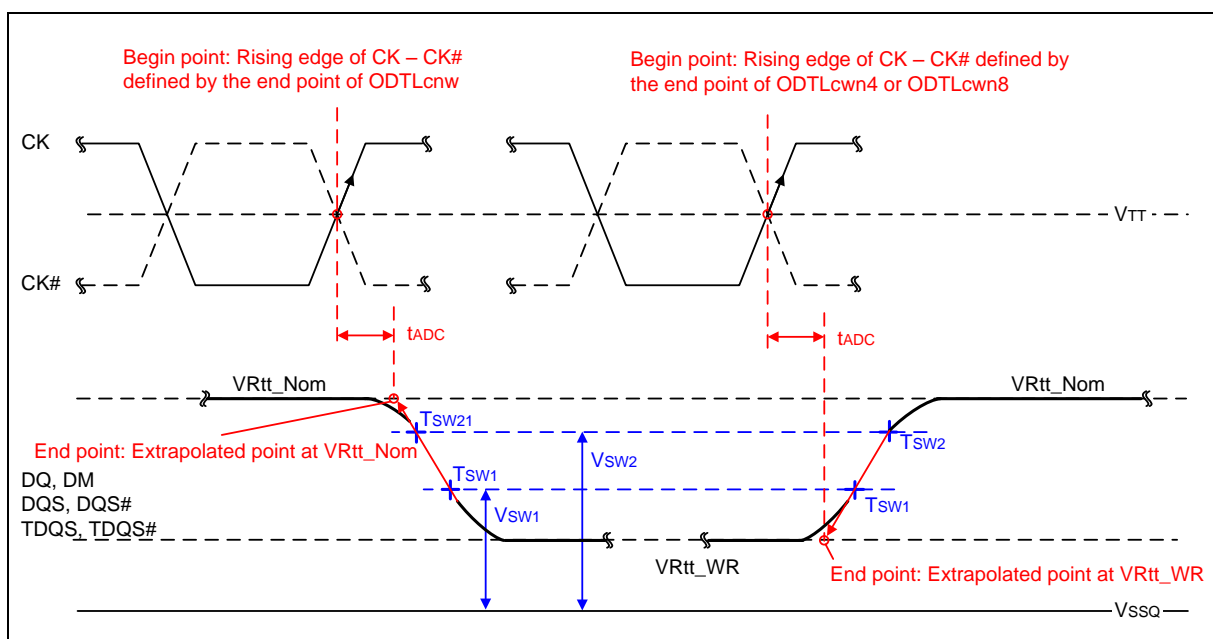 Begin point: Rising edge of CK – CK#
defined by the end point of ODTLcnw
Begin point: Rising edge of CK – CK# defined by
the end point of ODTLcwn4 or ODTLcwn8
CK
VTT
CK#
tADC
tADC
VRtt_Nom
VRtt_Nom
TSW21
TSW2
End point: Extrapolated point at VRtt_Nom
VSW2
DQ, DM
DQS, DQS#
TDQS, TDQS#
TSW1
TSW1
VSW1
VRtt_WR
End point: Extrapolated point at VRtt_WR
VSSQ